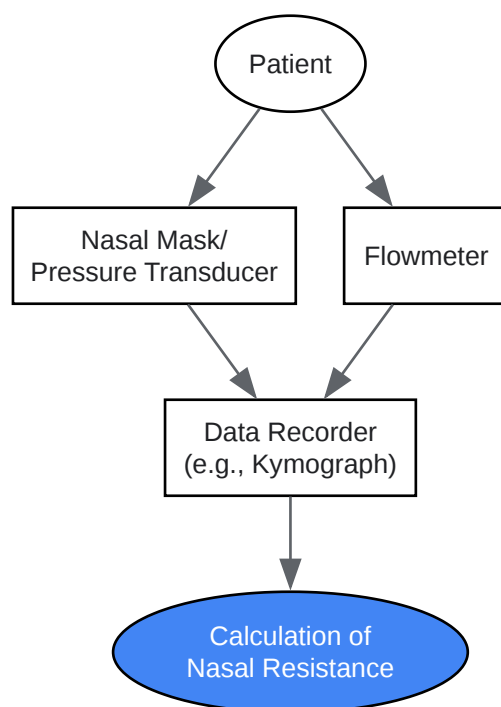 Patient
Nasal Mask/
Pressure Transducer
Flowmeter
Data Recorder
(e.g., Kymograph)
Calculation of
Nasal Resistance